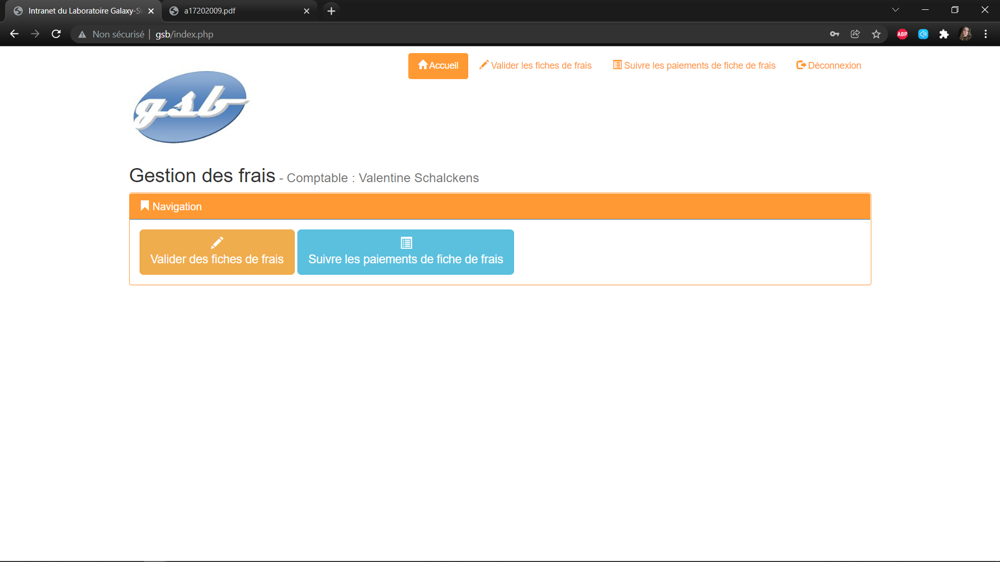 Intranet du Laboratoire Galaxy-Sw
a17202009.pdf
Non sécurisé | gsb/index.php
ABP
Accueil
Valider les fiches de frais
Suivre les paiements de fiche de frais
Déconnexion
gsb
Gestion des frais - Comptable : Valentine Schalckens
Navigation
Valider des fiches de frais
Suivre les paiements de fiche de frais